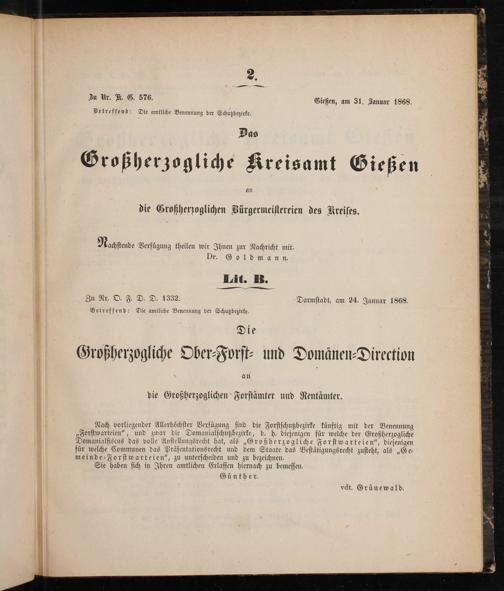 2.
Zu Nr. K. G. 576. Gießen, am 31. Januar 1868.
Betreffend: Die amtliche Benennung der Schutzbezirke.
Das
Großherzogliche Kreisamt Gießen
an
die Großherzoglichen Bürgermeistereien des Kreises.
Nachstende Verfügung theilen wir Ihnen zur Nachricht mit.
Dr. Goldmann.
Lit. B.
Zu Nr. O. F. D. D. 1332. Darmstadt, am 24. Januar 1868.
Betreffend: Die amtliche Benennung der Schutzbezirke.
Die
Großherzogliche Ober-Forst- und Domänen-Direction
an
die Großherzoglichen Forstämter und Rentämter.
Nach vorliegender Allerhöchster Verfügung sind die Forstschutzbezirke künftig mit der Benennung
„Forstwarteien“, und zwar die Domanialschutzbezirke, d. h. diejenigen für welche der Großherzogliche
Domanialfiscus das volle Anstellungsrecht hat, als „Großherzogliche Forstwarteien“, diejenigen
für welche Communen das Präsentationsrecht und dem Staate das Bestätigungsrecht zusteht, als „Ge-
meinde-Forstwarteien“, zu unterscheiden und zu bezeichnen.
Sie haben sich in Ihren amtlichen Erlassen hiernach zu bemessen.
Günther.
vdt. Grünewald.